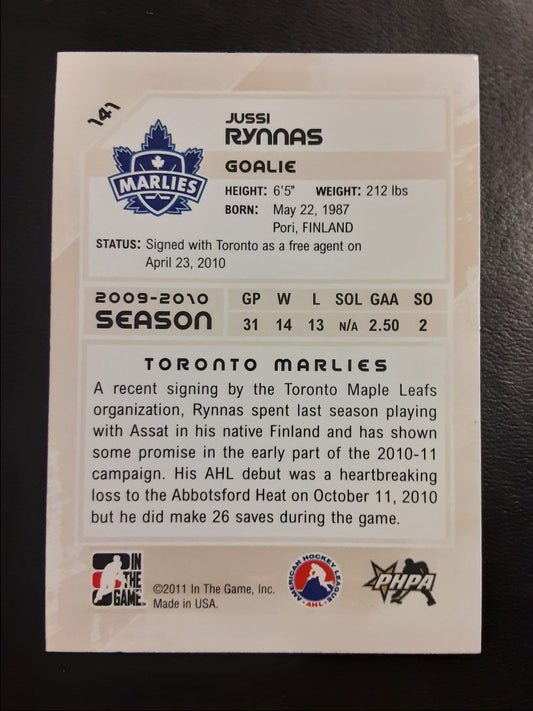 141
JUSSI
RYNNAS
MARLIES
GOALIE
HEIGHT: 6'5" WEIGHT: 212 lbs
BORN: May 22, 1987
Pori, FINLAND
STATUS: Signed with Toronto as a free agent on
April 23, 2010
2009-2010 GP W L SOL GAA SO
SEASON 31 14 13 N/A 2.50 2
TORONTO MARLIES
A recent signing by the Toronto Maple Leafs
organization, Rynnas spent last season playing
with Assat in his native Finland and has shown
some promise in the early part of the 2010-11
campaign. His AHL debut was a heartbreaking
loss to the Abbotsford Heat on October 11, 2010
but he did make 26 saves during the game.
IN
THE
GAME
©2011 In The Game, Inc.
Made in USA.
AMERICAN HOCKEY LEAGUE
AHL
PHPA